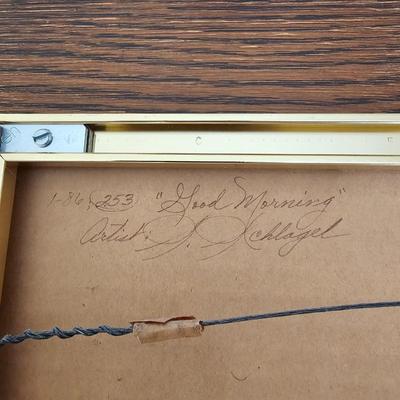 1-86, 253 "Good Morning"
Artist: S. Schlagel